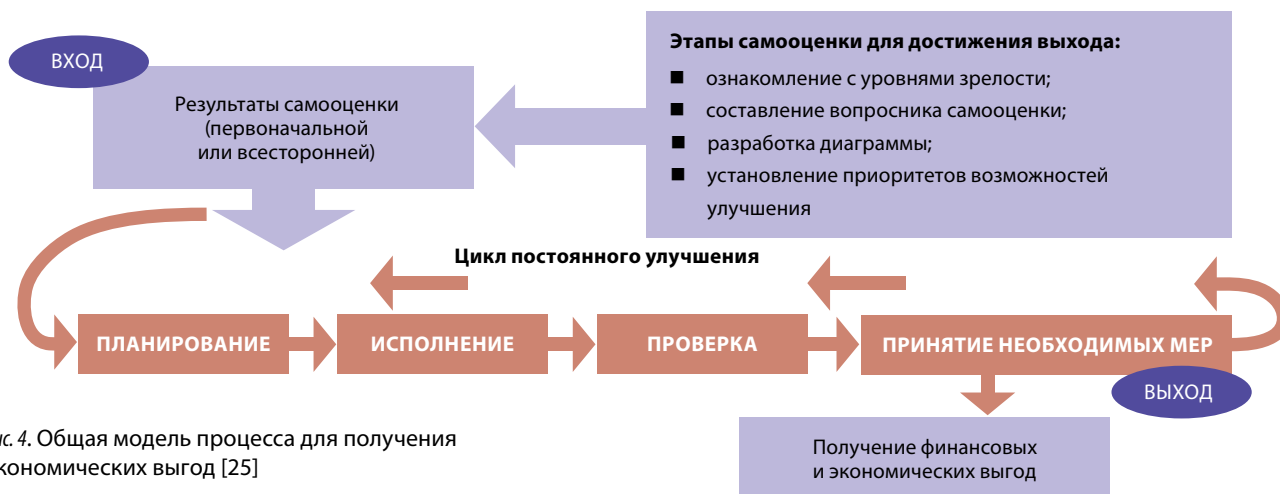 ВХОД
Результаты самооценки
(первоначальной
или всесторонней)
Этапы самооценки для достижения выхода:
■ ознакомление с уровнями зрелости;
■ составление вопросника самооценки;
■ разработка диаграммы;
■ установление приоритетов возможностей
улучшения
Цикл постоянного улучшения
ПЛАНИРОВАНИЕ
ИСПОЛНЕНИЕ
ПРОВЕРКА
ПРИНЯТИЕ НЕОБХОДИМЫХ МЕР
ВЫХОД
ис. 4. Общая модель процесса для получения
кономических выгод [25]
Получение финансовых
и экономических выгод